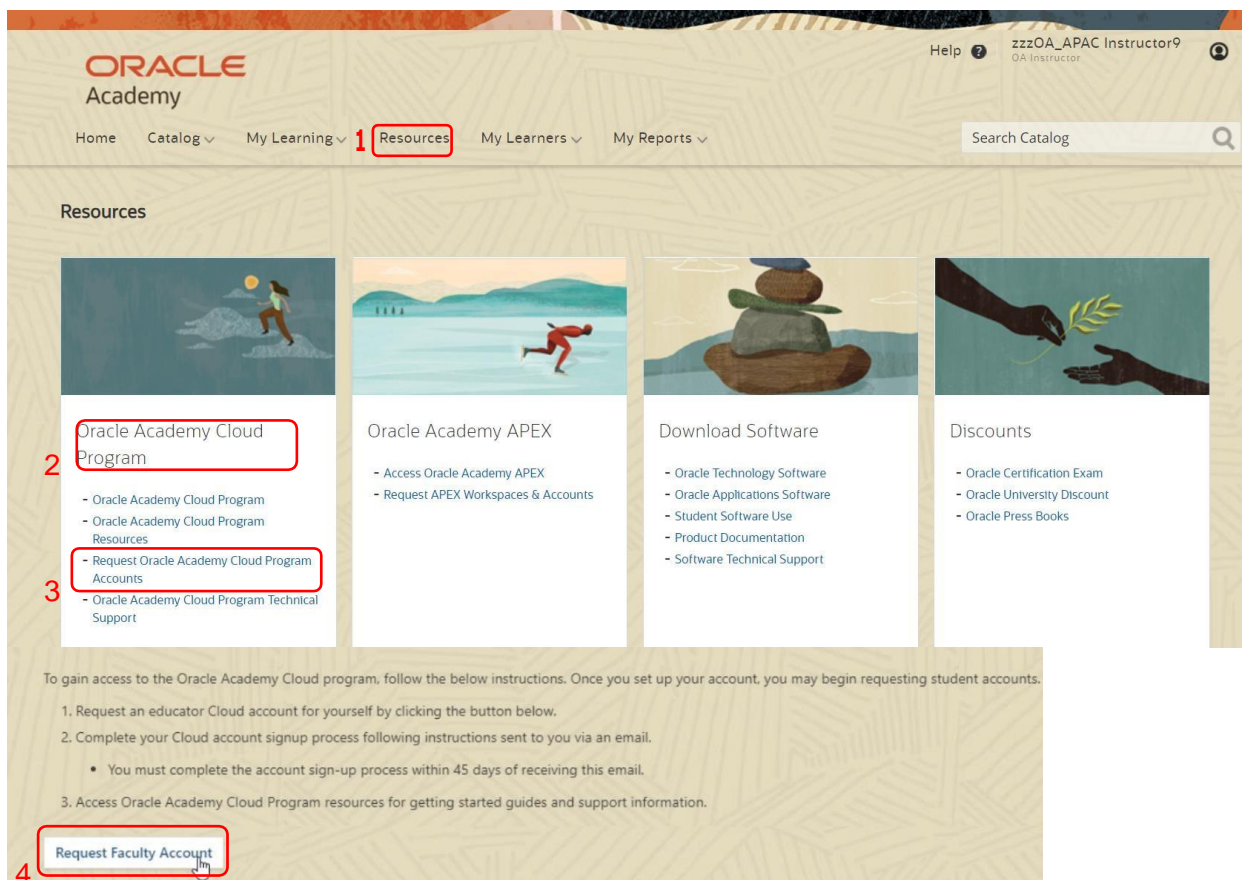 Help ? zzzOA_APAC Instructor9
OA Instructor
ORACLE
Academy
Home Catalog My Learning 1 Resources My Learners My Reports Search Catalog
Resources
Oracle Academy Cloud
2 Program
- Oracle Academy Cloud Program
- Oracle Academy Cloud Program
Resources
- Request Oracle Academy Cloud Program
Accounts
3
- Oracle Academy Cloud Program Technical
Support
Oracle Academy APEX
- Access Oracle Academy APEX
- Request APEX Workspaces & Accounts
Download Software
- Oracle Technology Software
- Oracle Applications Software
- Student Software Use
- Product Documentation
- Software Technical Support
Discounts
- Oracle Certification Exam
- Oracle University Discount
- Oracle Press Books
To gain access to the Oracle Academy Cloud program, follow the below instructions. Once you set up your account, you may begin requesting student accounts.
1. Request an educator Cloud account for yourself by clicking the button below.
2. Complete your Cloud account signup process following instructions sent to you via an email.
• You must complete the account sign-up process within 45 days of receiving this email.
3. Access Oracle Academy Cloud Program resources for getting started guides and support information.
Request Faculty Account
4